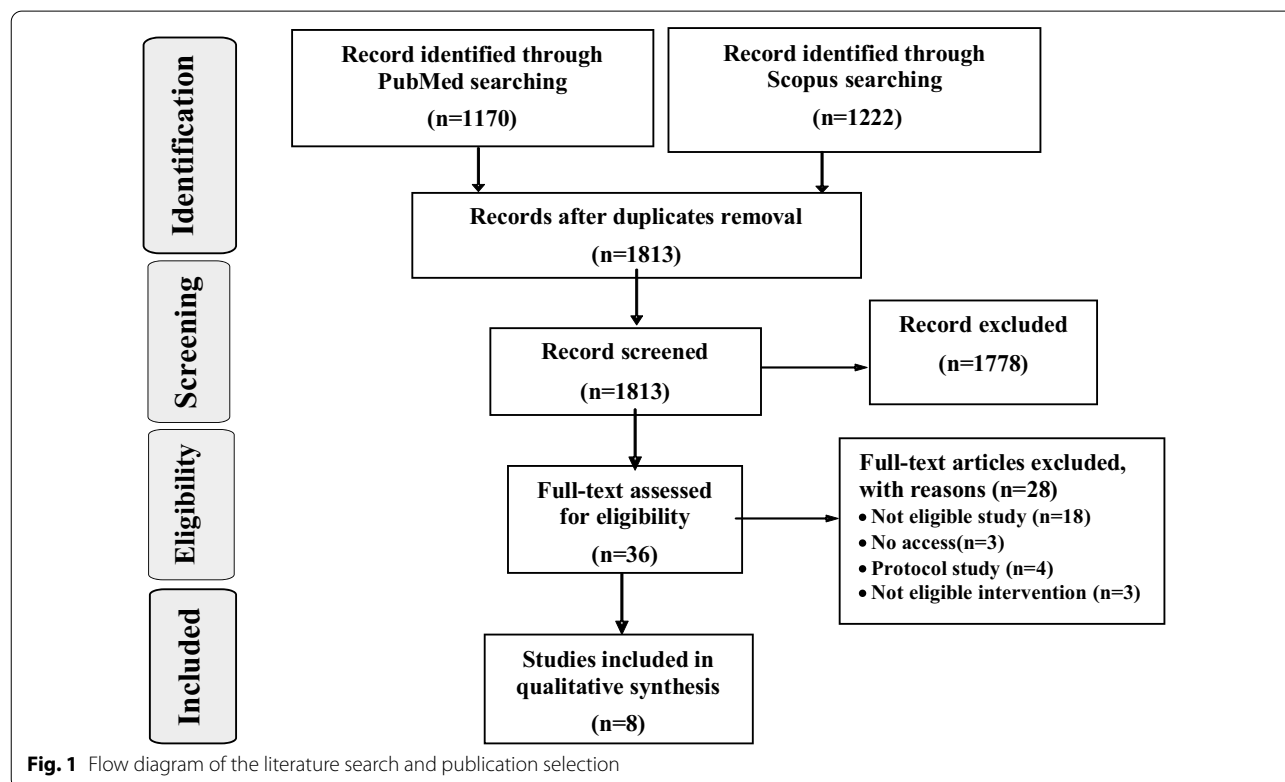 Identification
Record identified through
PubMed searching
(n=1170)
Record identified through
Scopus searching
(n=1222)
Records after duplicates removal
(n=1813)
Screening
Record screened
(n=1813)
Record excluded
(n=1778)
Eligibility
Full-text assessed
for eligibility
(n=36)
Full-text articles excluded,
with reasons (n=28)
• Not eligible study (n=18)
• No access(n=3)
• Protocol study (n=4)
• Not eligible intervention (n=3)
Included
Studies included in
qualitative synthesis
(n=8)
Fig. 1 Flow diagram of the literature search and publication selection